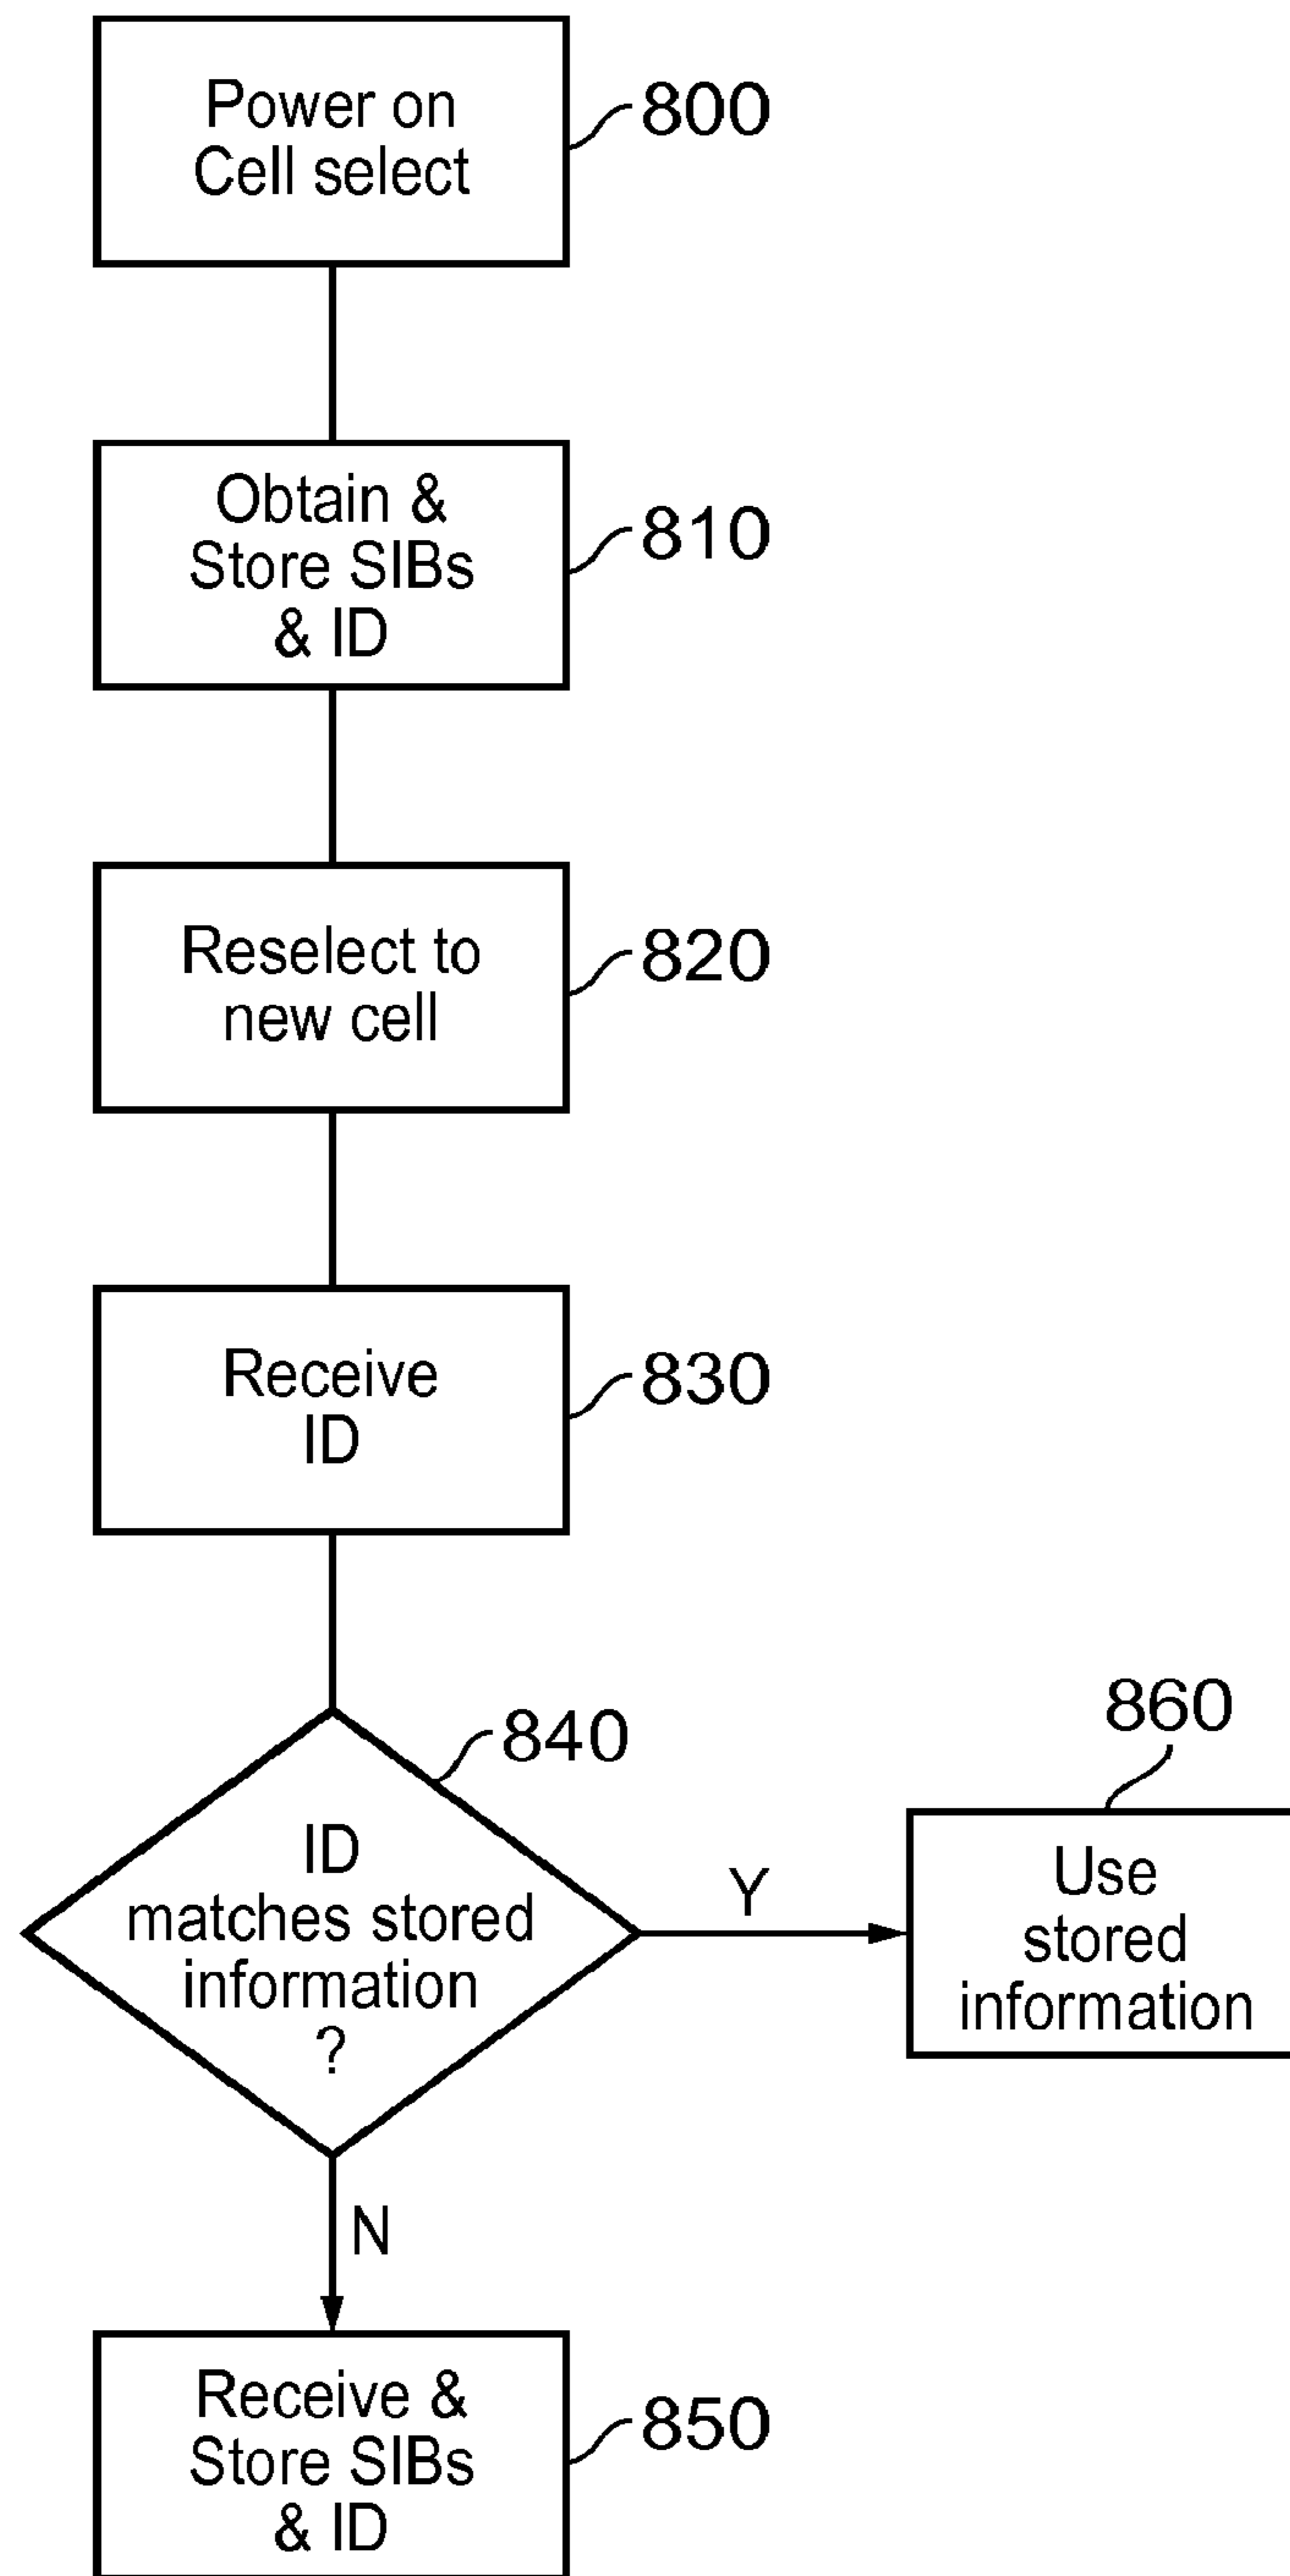 Power on
Cell select
800
Obtain &
Store SIBs
& ID
810
Reselect to
new cell
820
Receive
ID
830
840
ID
matches stored
information
?
Y
860
Use
stored
information
N
Receive &
Store SIBs
& ID
850